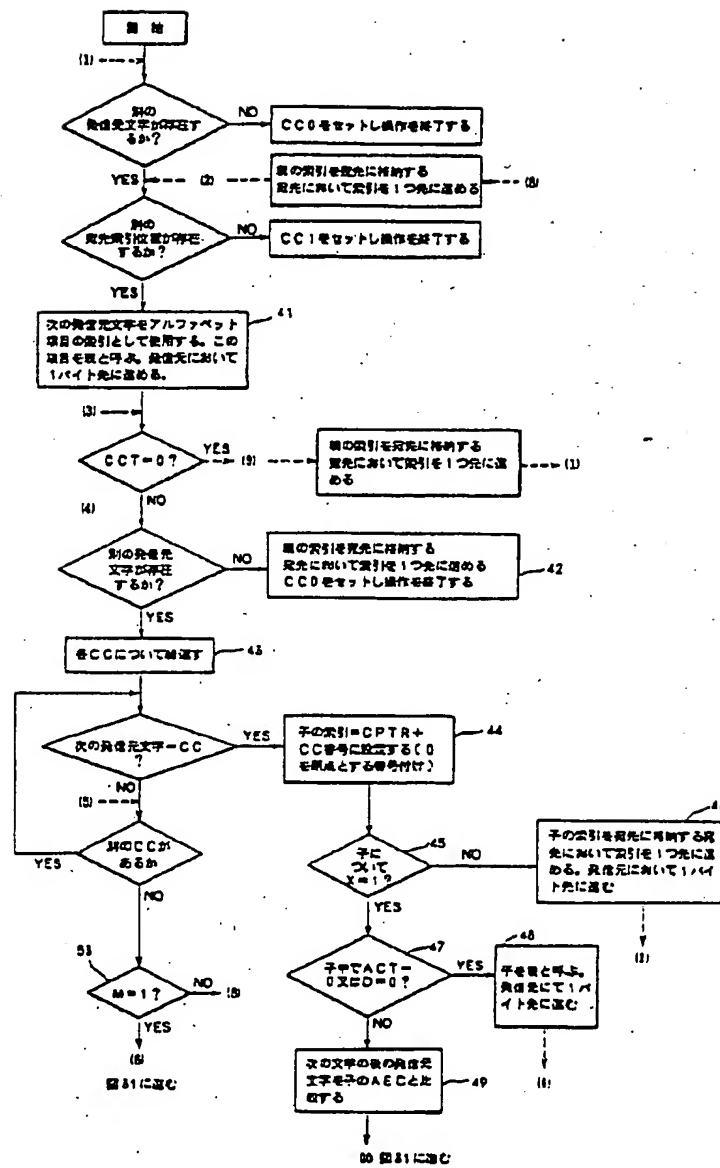 開始
(1)
別の
発信元文字が存在す
るか?
NO
CC0をセットし操作を終了する
YES
(2)
親の索引を宛先に格納する
宛先において索引を1つ先に進める
(8)
別の
宛先索引位置が存在
するか?
NO
CC1をセットし操作を終了する
YES
41
次の発信元文字をアルファベット
項目の索引として使用する。この
項目を親と呼ぶ。発信元において
1バイト先に進める。
(3)
CCT=0?
YES
(9)
親の索引を宛先に格納する
宛先において索引を1つ先に進
める
(1)
(4)
NO
別の発信元
文字が存在
するか?
NO
親の索引を宛先に格納する
宛先において索引を1つ先に進める
CC0をセットし操作を終了する
42
YES
各CCについて繰返す
43
次の発信元文字=CC
?
YES
子の索引=CPTR+
CC番号に設定する(0
を原点とする番号付け)
44
NO
(5)
別のCCが
あるか
YES
NO
子に
ついて
X=1?
45
NO
子の索引を宛先に格納する宛
先において索引を1つ先に進
める。発信元において1バイ
ト先に進む
YES
53
M=1?
NO
YES
(6)
図31に進む
47
子中でACT=
0又はD=0?
YES
48
子を親と呼ぶ。
発信元にて1バ
イト先に進む
NO
次の文字の後の発信元
文字を子のAECと比
較する
49
図31に進む